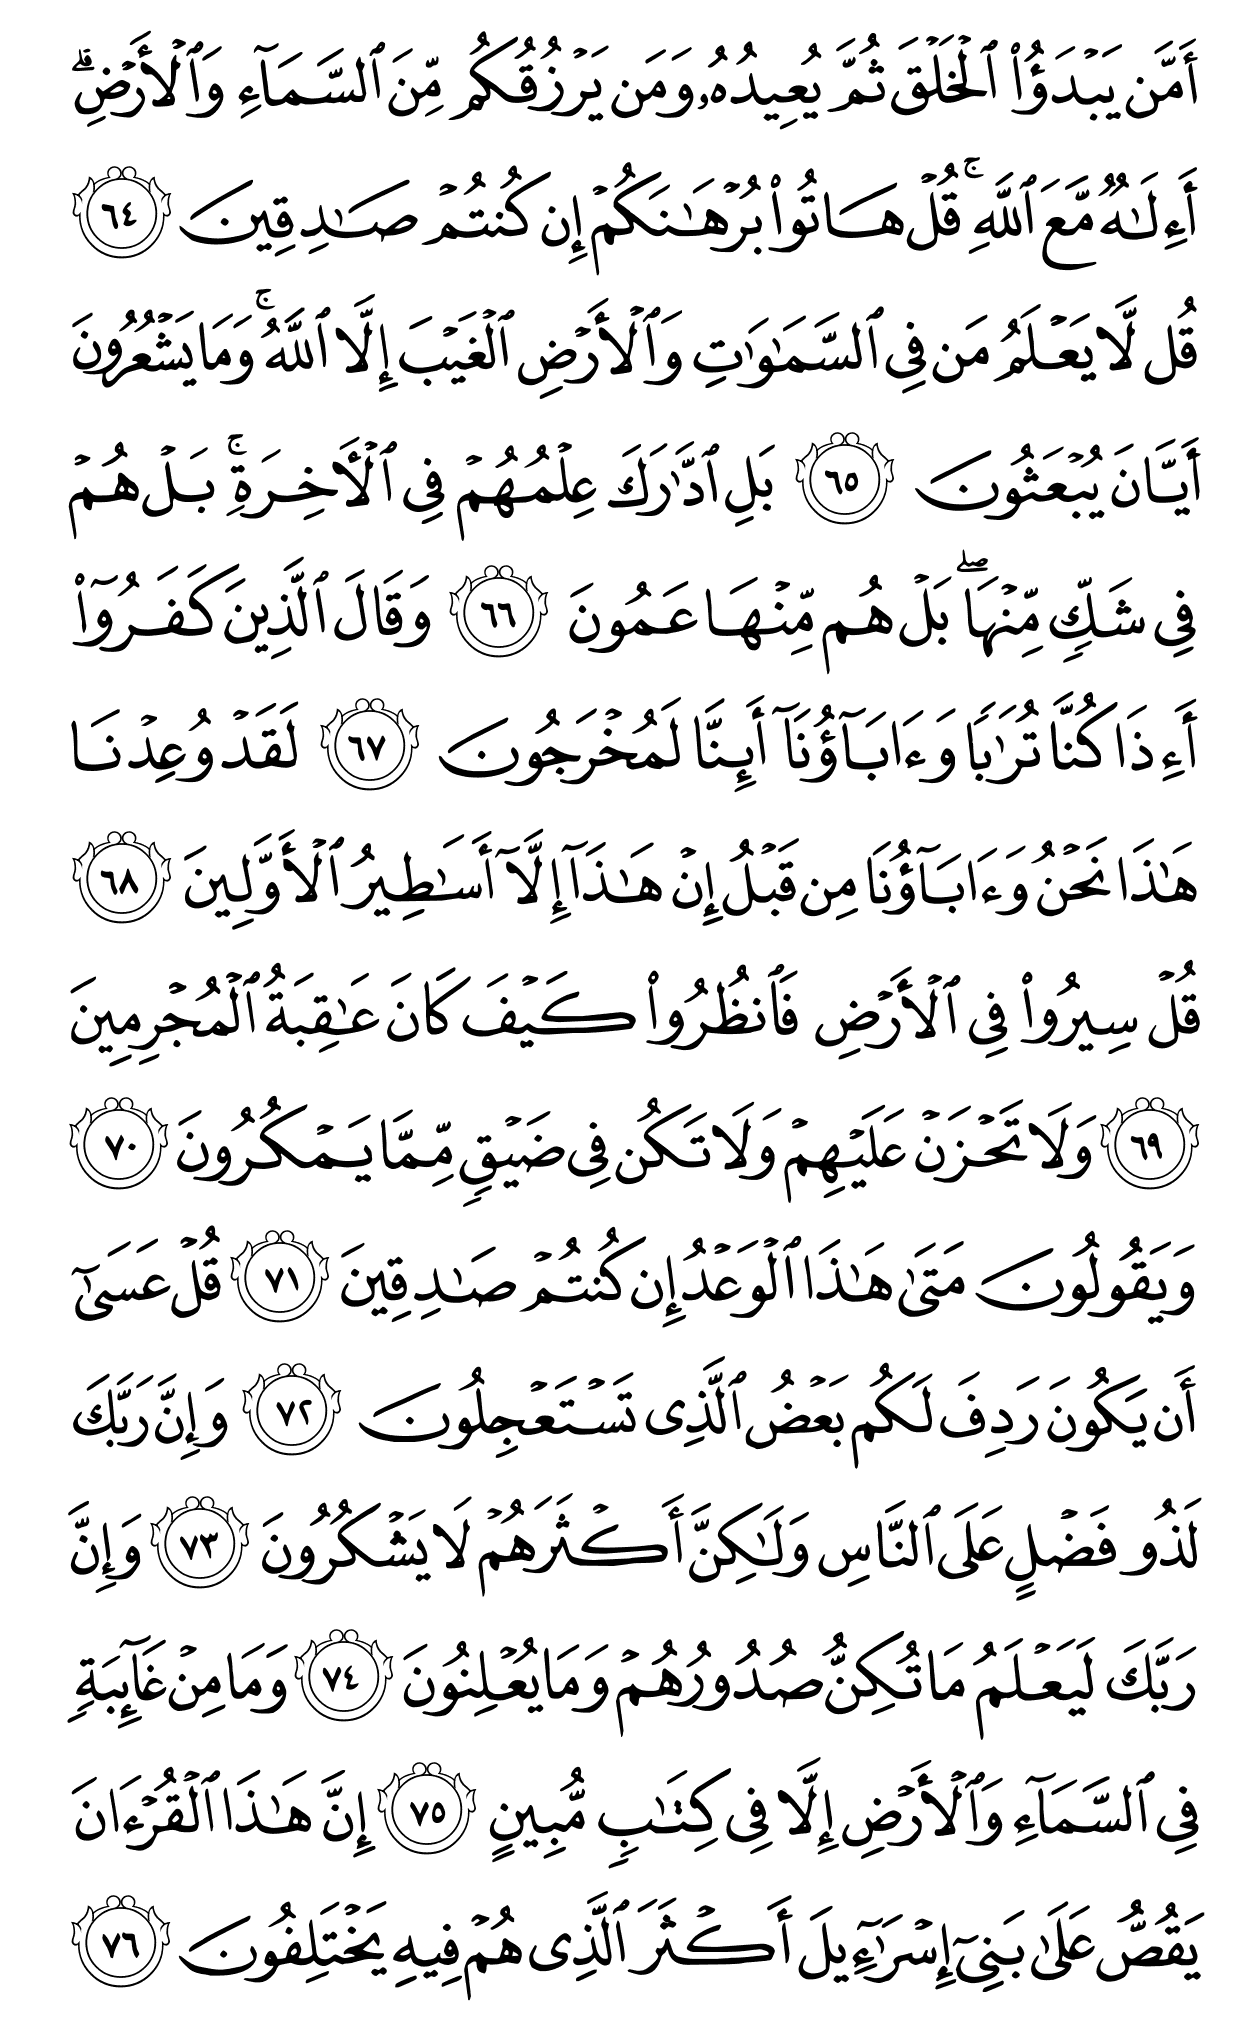 أَمَّن يَبۡدَؤُاْ ٱلۡخَلۡقَ ثُمَّ يُعِيدُهُۥ وَمَن يَرۡزُقُكُم مِّنَ ٱلسَّمَآءِ وَٱلۡأَرۡضِۗ
أَءِلَٰهٞ مَّعَ ٱللَّهِۚ قُلۡ هَاتُواْ بُرۡهَٰنَكُمۡ إِن كُنتُمۡ صَٰدِقِينَ ٦٤
قُل لَّا يَعۡلَمُ مَن فِي ٱلسَّمَٰوَٰتِ وَٱلۡأَرۡضِ ٱلۡغَيۡبَ إِلَّا ٱللَّهُۚ وَمَا يَشۡعُرُونَ
أَيَّانَ يُبۡعَثُونَ ٦٥ بَلِ ٱدَّٰرَكَ عِلۡمُهُمۡ فِي ٱلۡأٓخِرَةِۚ بَلۡ هُمۡ
فِي شَكّٖ مِّنۡهَاۖ بَلۡ هُم مِّنۡهَا عَمُونَ ٦٦ وَقَالَ ٱلَّذِينَ كَفَرُوٓاْ
أَءِذَا كُنَّا تُرَٰبٗا وَءَابَآؤُنَآ أَئِنَّا لَمُخۡرَجُونَ ٦٧ لَقَدۡ وُعِدۡنَا
هَٰذَا نَحۡنُ وَءَابَآؤُنَا مِن قَبۡلُ إِنۡ هَٰذَآ إِلَّآ أَسَٰطِيرُ ٱلۡأَوَّلِينَ ٦٨
قُلۡ سِيرُواْ فِي ٱلۡأَرۡضِ فَٱنظُرُواْ كَيۡفَ كَانَ عَٰقِبَةُ ٱلۡمُجۡرِمِينَ
٦٩ وَلَا تَحۡزَنۡ عَلَيۡهِمۡ وَلَا تَكُن فِي ضَيۡقٖ مِّمَّا يَمۡكُرُونَ ٧٠
وَيَقُولُونَ مَتَىٰ هَٰذَا ٱلۡوَعۡدُ إِن كُنتُمۡ صَٰدِقِينَ ٧١ قُلۡ عَسَىٰٓ
أَن يَكُونَ رَدِفَ لَكُم بَعۡضُ ٱلَّذِي تَسۡتَعۡجِلُونَ ٧٢ وَإِنَّ رَبَّكَ
لَذُو فَضۡلٍ عَلَى ٱلنَّاسِ وَلَٰكِنَّ أَكۡثَرَهُمۡ لَا يَشۡكُرُونَ ٧٣ وَإِنَّ
رَبَّكَ لَيَعۡلَمُ مَا تُكِنُّ صُدُورُهُمۡ وَمَا يُعۡلِنُونَ ٧٤ وَمَا مِنۡ غَآئِبَةٖ
فِي ٱلسَّمَآءِ وَٱلۡأَرۡضِ إِلَّا فِي كِتَٰبٖ مُّبِينٍ ٧٥ إِنَّ هَٰذَا ٱلۡقُرۡءَانَ
يَقُصُّ عَلَىٰ بَنِيٓ إِسۡرَٰٓءِيلَ أَكۡثَرَ ٱلَّذِي هُمۡ فِيهِ يَخۡتَلِفُونَ ٧٦